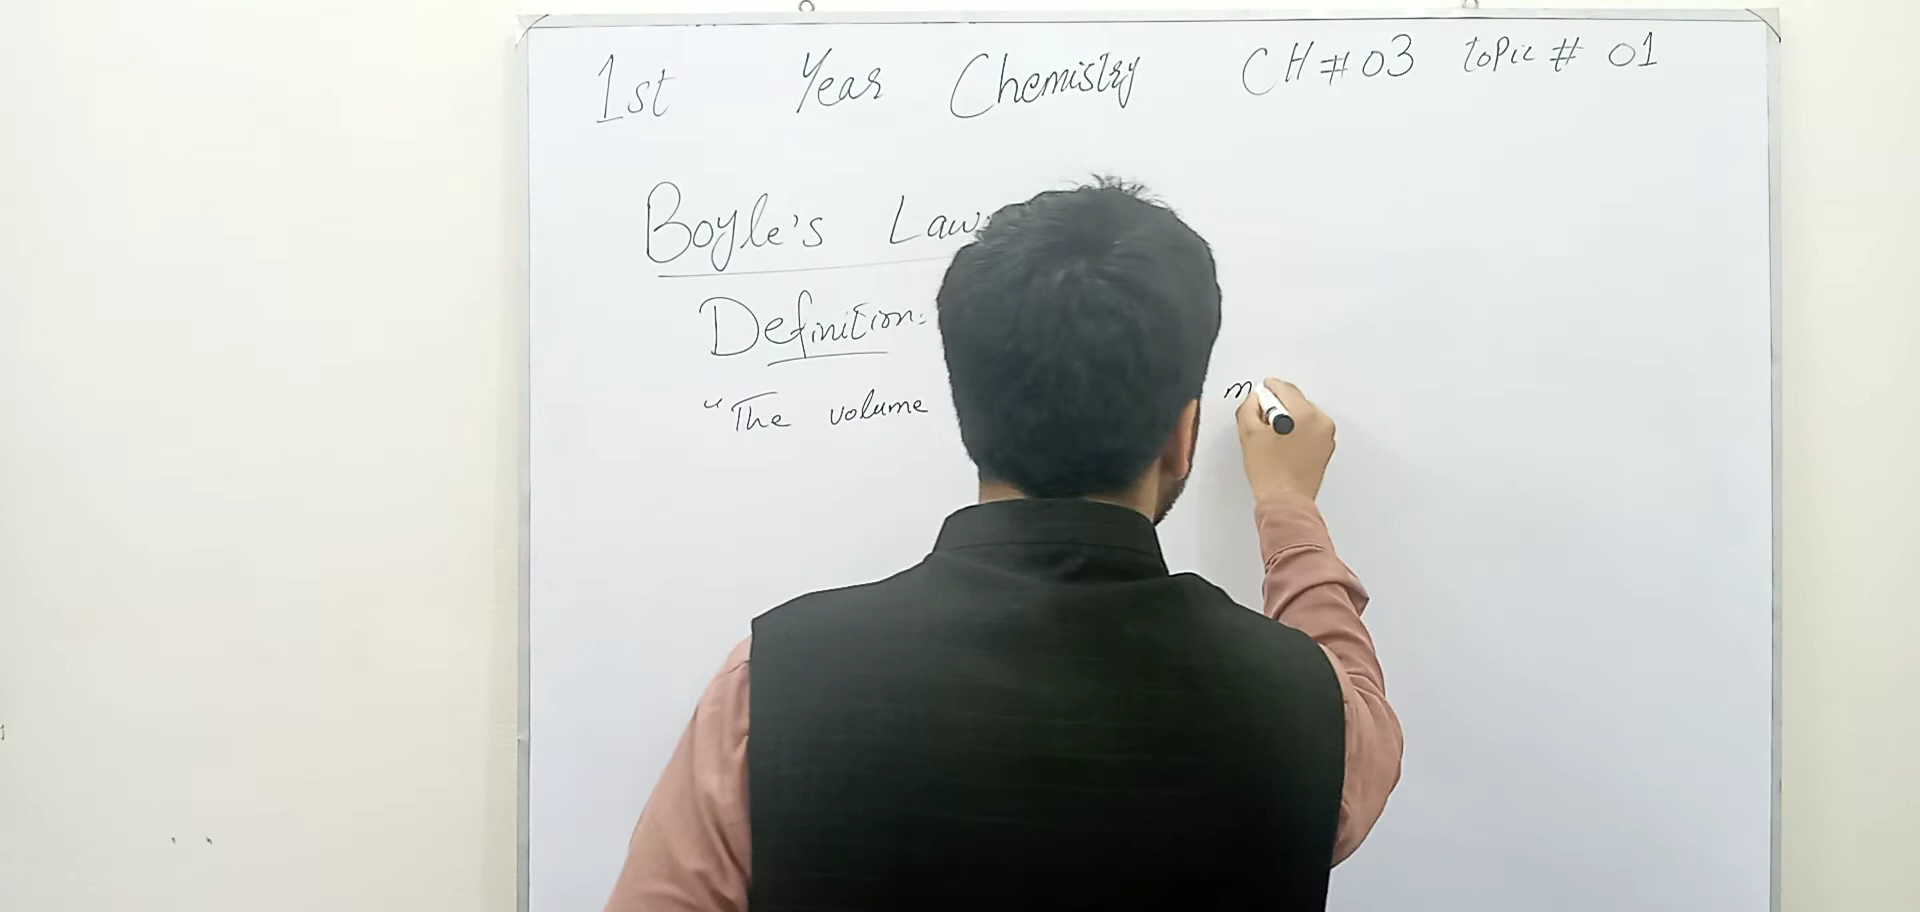 1st Year Chemistry CH # 03 topic # 01
Boyle's Law
Definition:
"The volume m